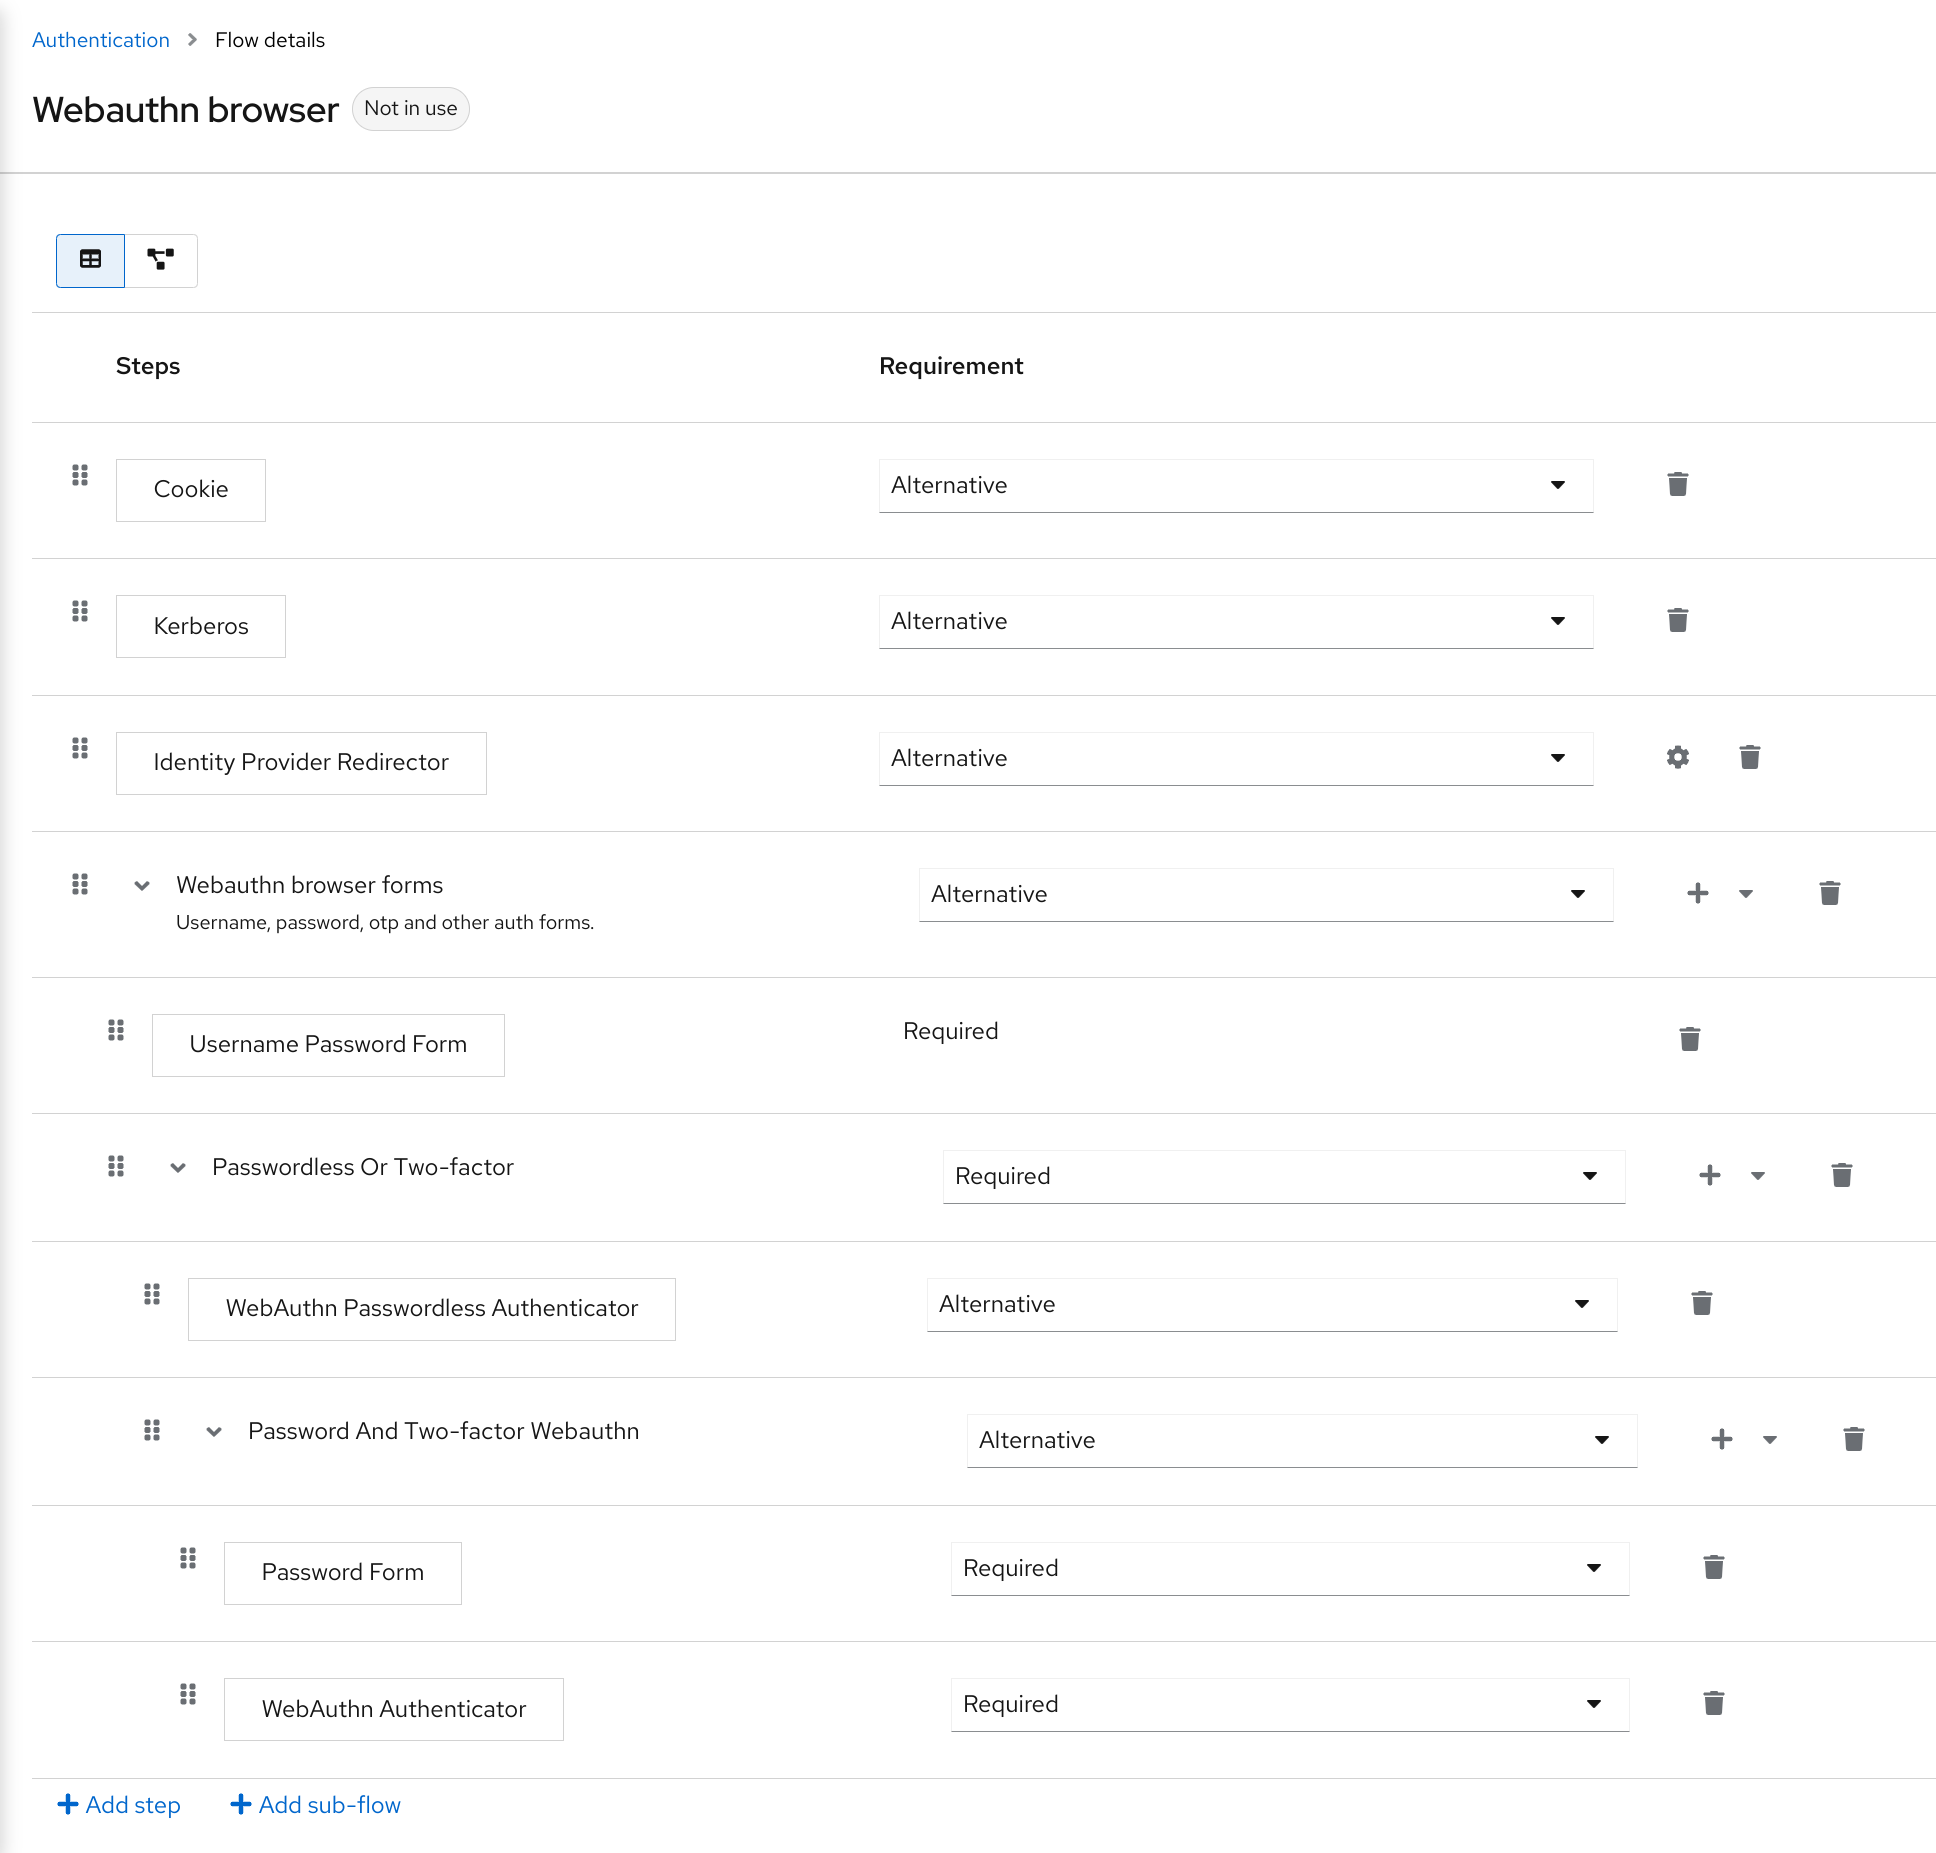 Authentication > Flow details
Webauthn browser Not in use
Steps Requirement
Cookie Alternative
Kerberos Alternative
Identity Provider Redirector Alternative
Webauthn browser forms Alternative
Username, password, otp and other auth forms.
Username Password Form Required
Passwordless Or Two-factor Required
WebAuthn Passwordless Authenticator Alternative
Password And Two-factor Webauthn Alternative
Password Form Required
WebAuthn Authenticator Required
+ Add step + Add sub-flow